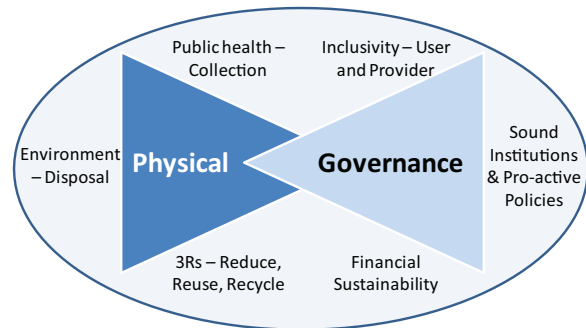 Public health –
Collection
Inclusivity – User
and Provider
Environment
– Disposal
Physical
Governance
Sound
Institutions
& Pro-active
Policies
3Rs – Reduce,
Reuse, Recycle
Financial
Sustainability